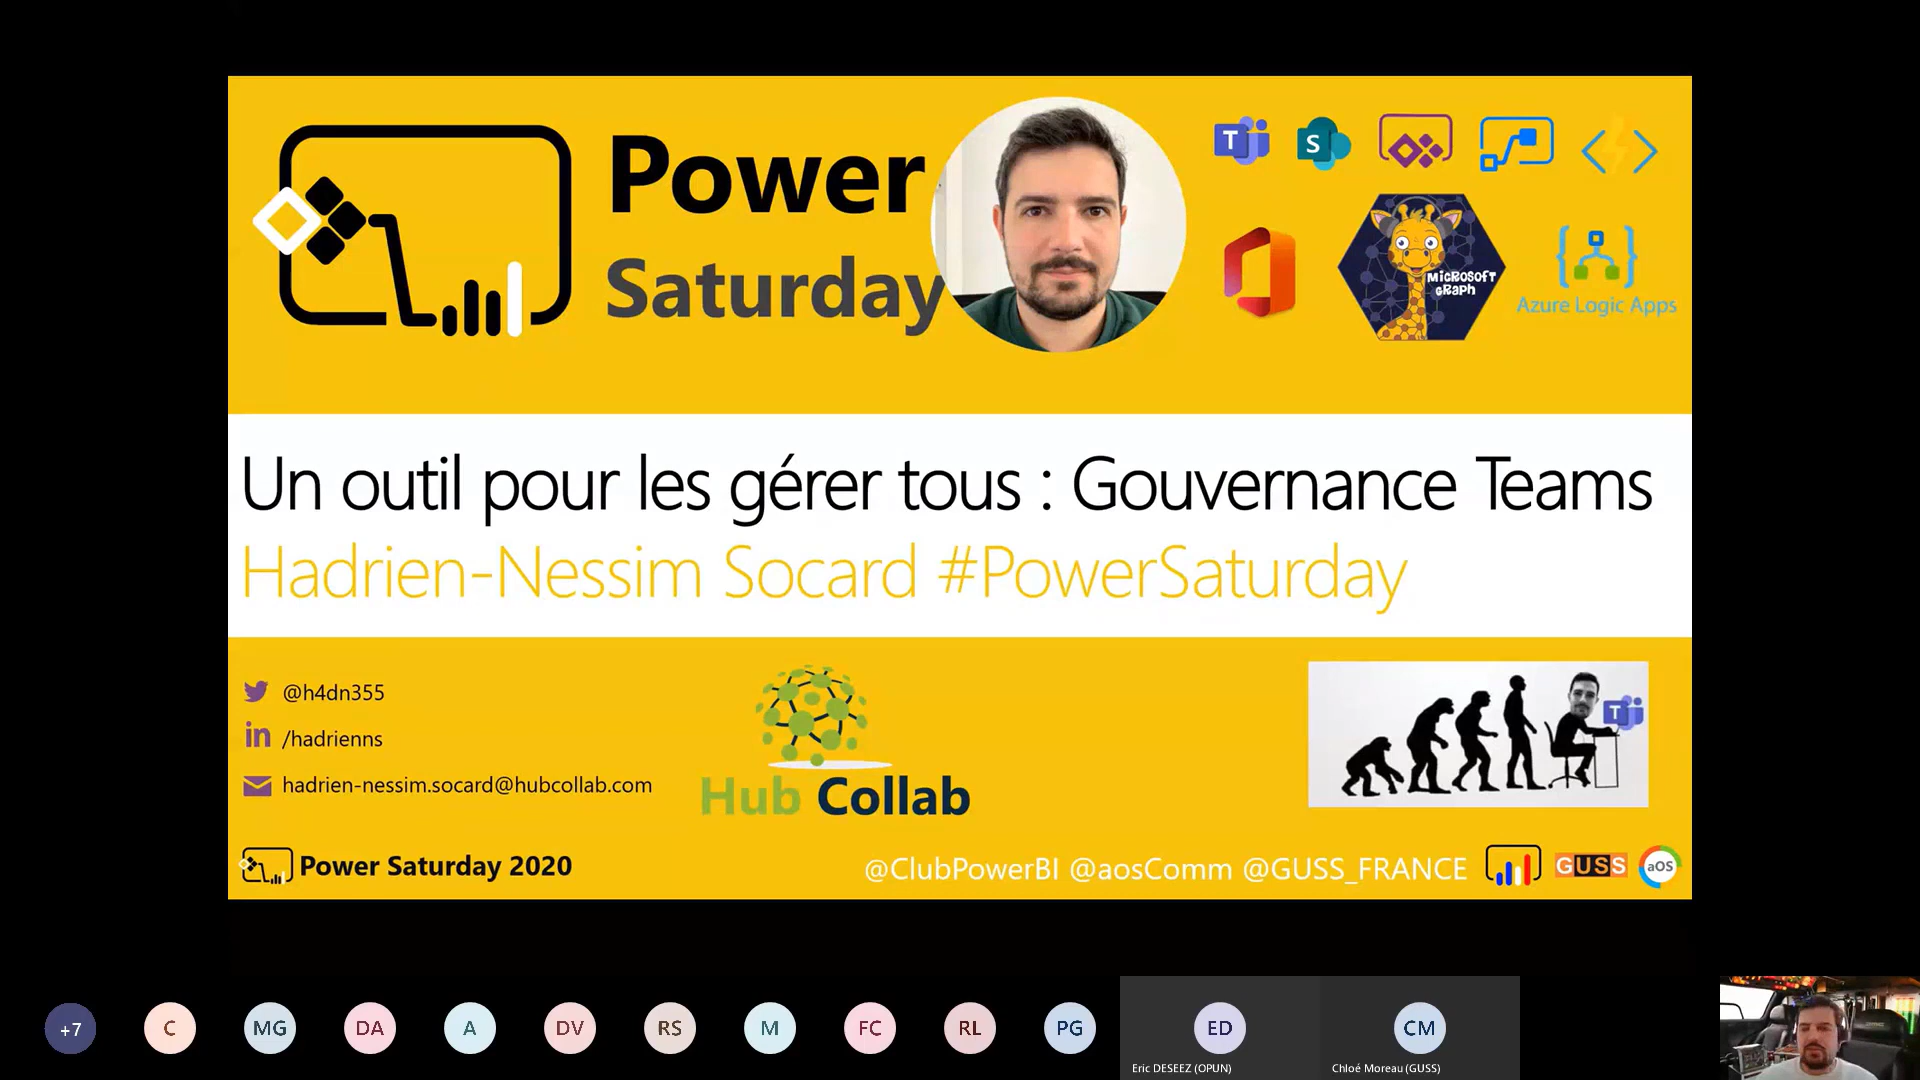 Power
Saturday
T
S
MicROSOFT
GRaPH
Azure Logic Apps
Un outil pour les gérer tous : Gouvernance Teams
Hadrien-Nessim Socard #PowerSaturday
@h4dn355
in /hadrienns
hadrien-nessim.socard@hubcollab.com
Hub Collab
T
Power Saturday 2020
@ClubPowerBI @aosComm @GUSS_FRANCE
GUSS
aOS
+7
C
MG
DA
A
DV
RS
M
FC
RL
PG
ED
Eric DESEEZ (OPUN)
CM
Chloé Moreau (GUSS)